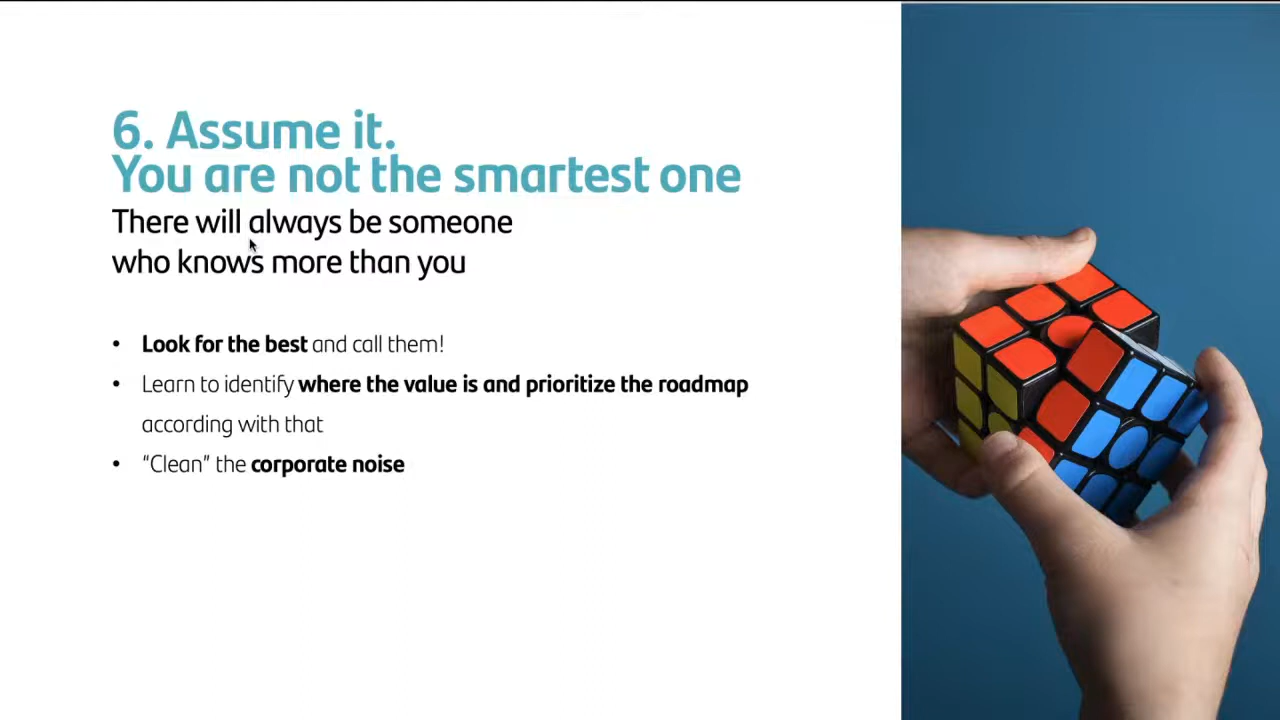 6. Assume it.
You are not the smartest one
There will always be someone
who knows more than you
• Look for the best and call them!
• Learn to identify where the value is and prioritize the roadmap
according with that
• “Clean” the corporate noise